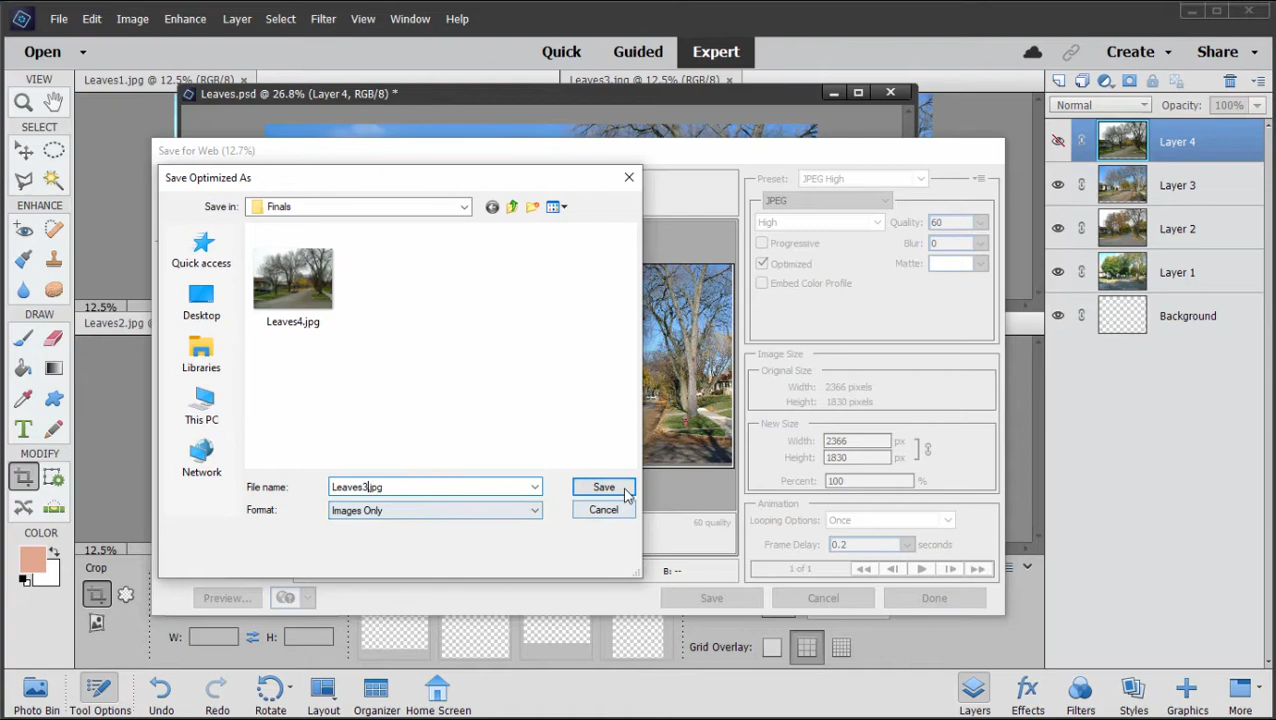 File Edit Image Enhance Layer Select Filter View Window Help
Open Quick Guided Expert Create Share
VIEW
Leaves1.jpg @ 12.5% (RGB/8) Leaves3.jpg @ 12.5% (RGB/8)
Leaves.psd @ 26.8% (Layer 4, RGB/8) *
Normal Opacity: 100%
SELECT
Layer 4
Layer 3
Layer 2
Layer 1
Background
ENHANCE
12.5%
Leaves2.jpg @
DRAW
MODIFY
COLOR
12.5%
Save for Web (12.7%)
Save Optimized As
Save in: Finals
Quick access
Desktop
Libraries
This PC
Network
Leaves4.jpg
File name: Leaves3.jpg Save
Format: Images Only Cancel
Preset: JPEG High
JPEG
High Quality: 60
Progressive Blur: 0
Optimized Matte:
Embed Color Profile
Image Size
Original Size
Width: 2366 pixels
Height: 1830 pixels
New Size
Width: 2366 px
Height: 1830 px
Percent: 100 %
60 quality
Animation
Looping Options: Once
Frame Delay: 0.2 seconds
B: -- 1 of 1
Preview... Save Cancel Done
Crop
W: H: Grid Overlay:
Photo Bin Tool Options Undo Redo Rotate Layout Organizer Home Screen Layers Effects Filters Styles Graphics More